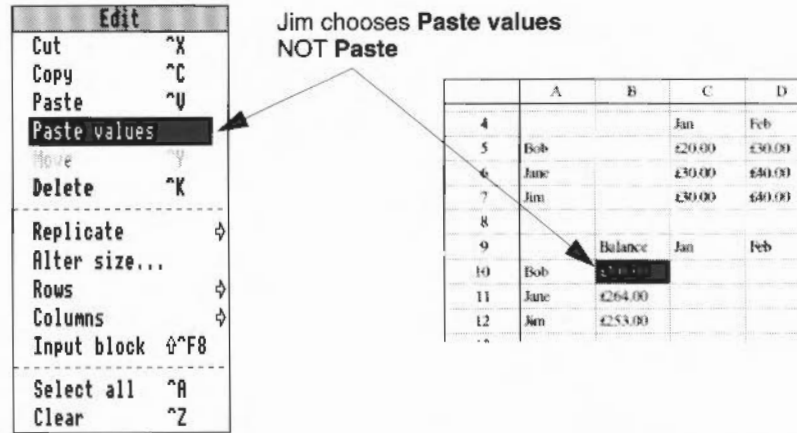 Edit
Cut ^X
Copy ^C
Paste ^V
Paste values
Move ^Y
Delete ^K
Replicate ⇨
Alter size...
Rows ⇨
Columns ⇨
Input block ⇧^F8
Select all ^A
Clear ^Z
Jim chooses Paste values
NOT Paste
A B C D
4 Jan Feb
5 Bob £20.00 £30.00
6 Jane £30.00 £40.00
7 Jim £30.00 £40.00
8
9 Balance Jan Feb
10 Bob
11 Jane £264.00
12 Jim £253.00